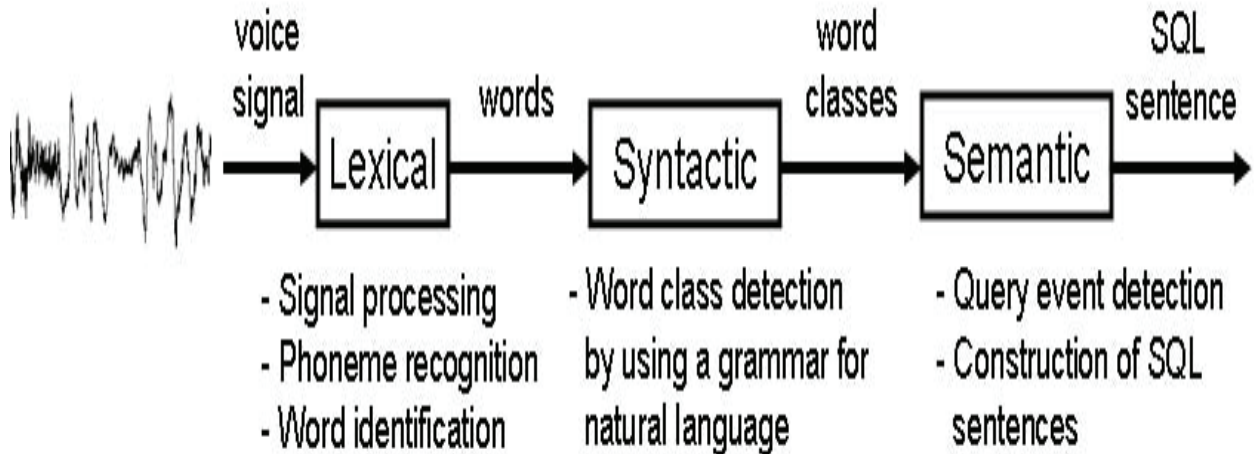 voice
signal
words
word
classes
SQL
sentence
Lexical
Syntactic
Semantic
- Signal processing
- Phoneme recognition
- Word identification
- Word class detection
by using a grammar for
natural language
- Query event detection
- Construction of SQL
sentences